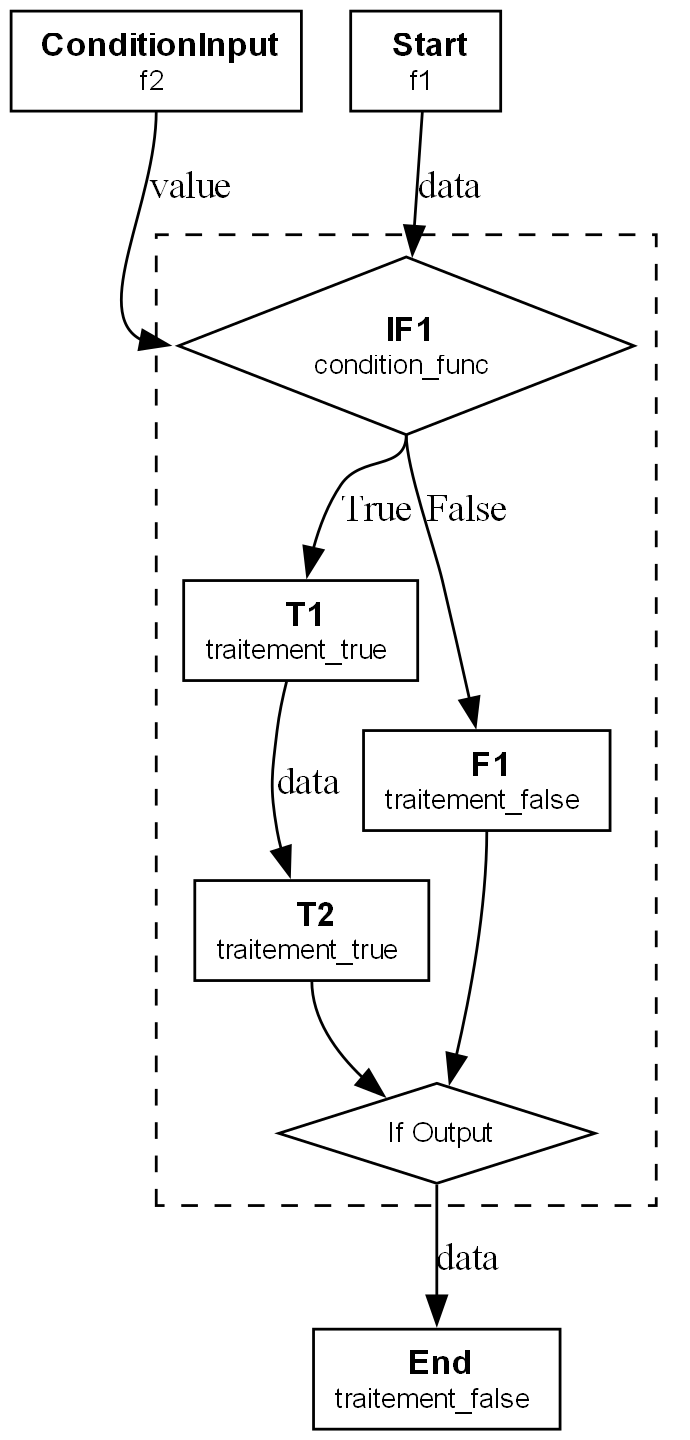 ConditionInput
f2
Start
f1
value
data
IF1
condition_func
True
False
T1
traitement_true
data
F1
traitement_false
T2
traitement_true
If Output
data
End
traitement_false